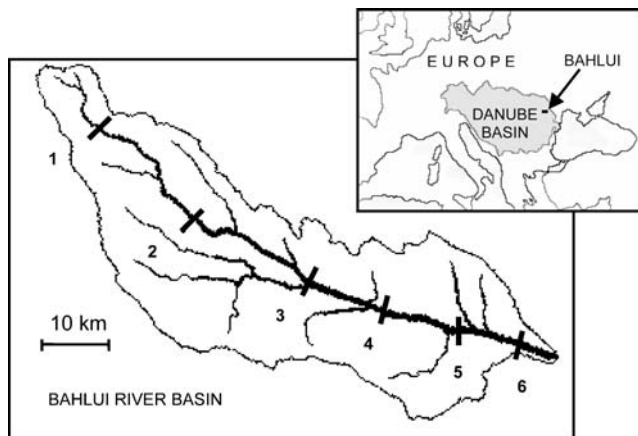 EUROPE
BAHLUI
DANUBE
BASIN
1
2
3
4
5
6
10 km
BAHLUI RIVER BASIN